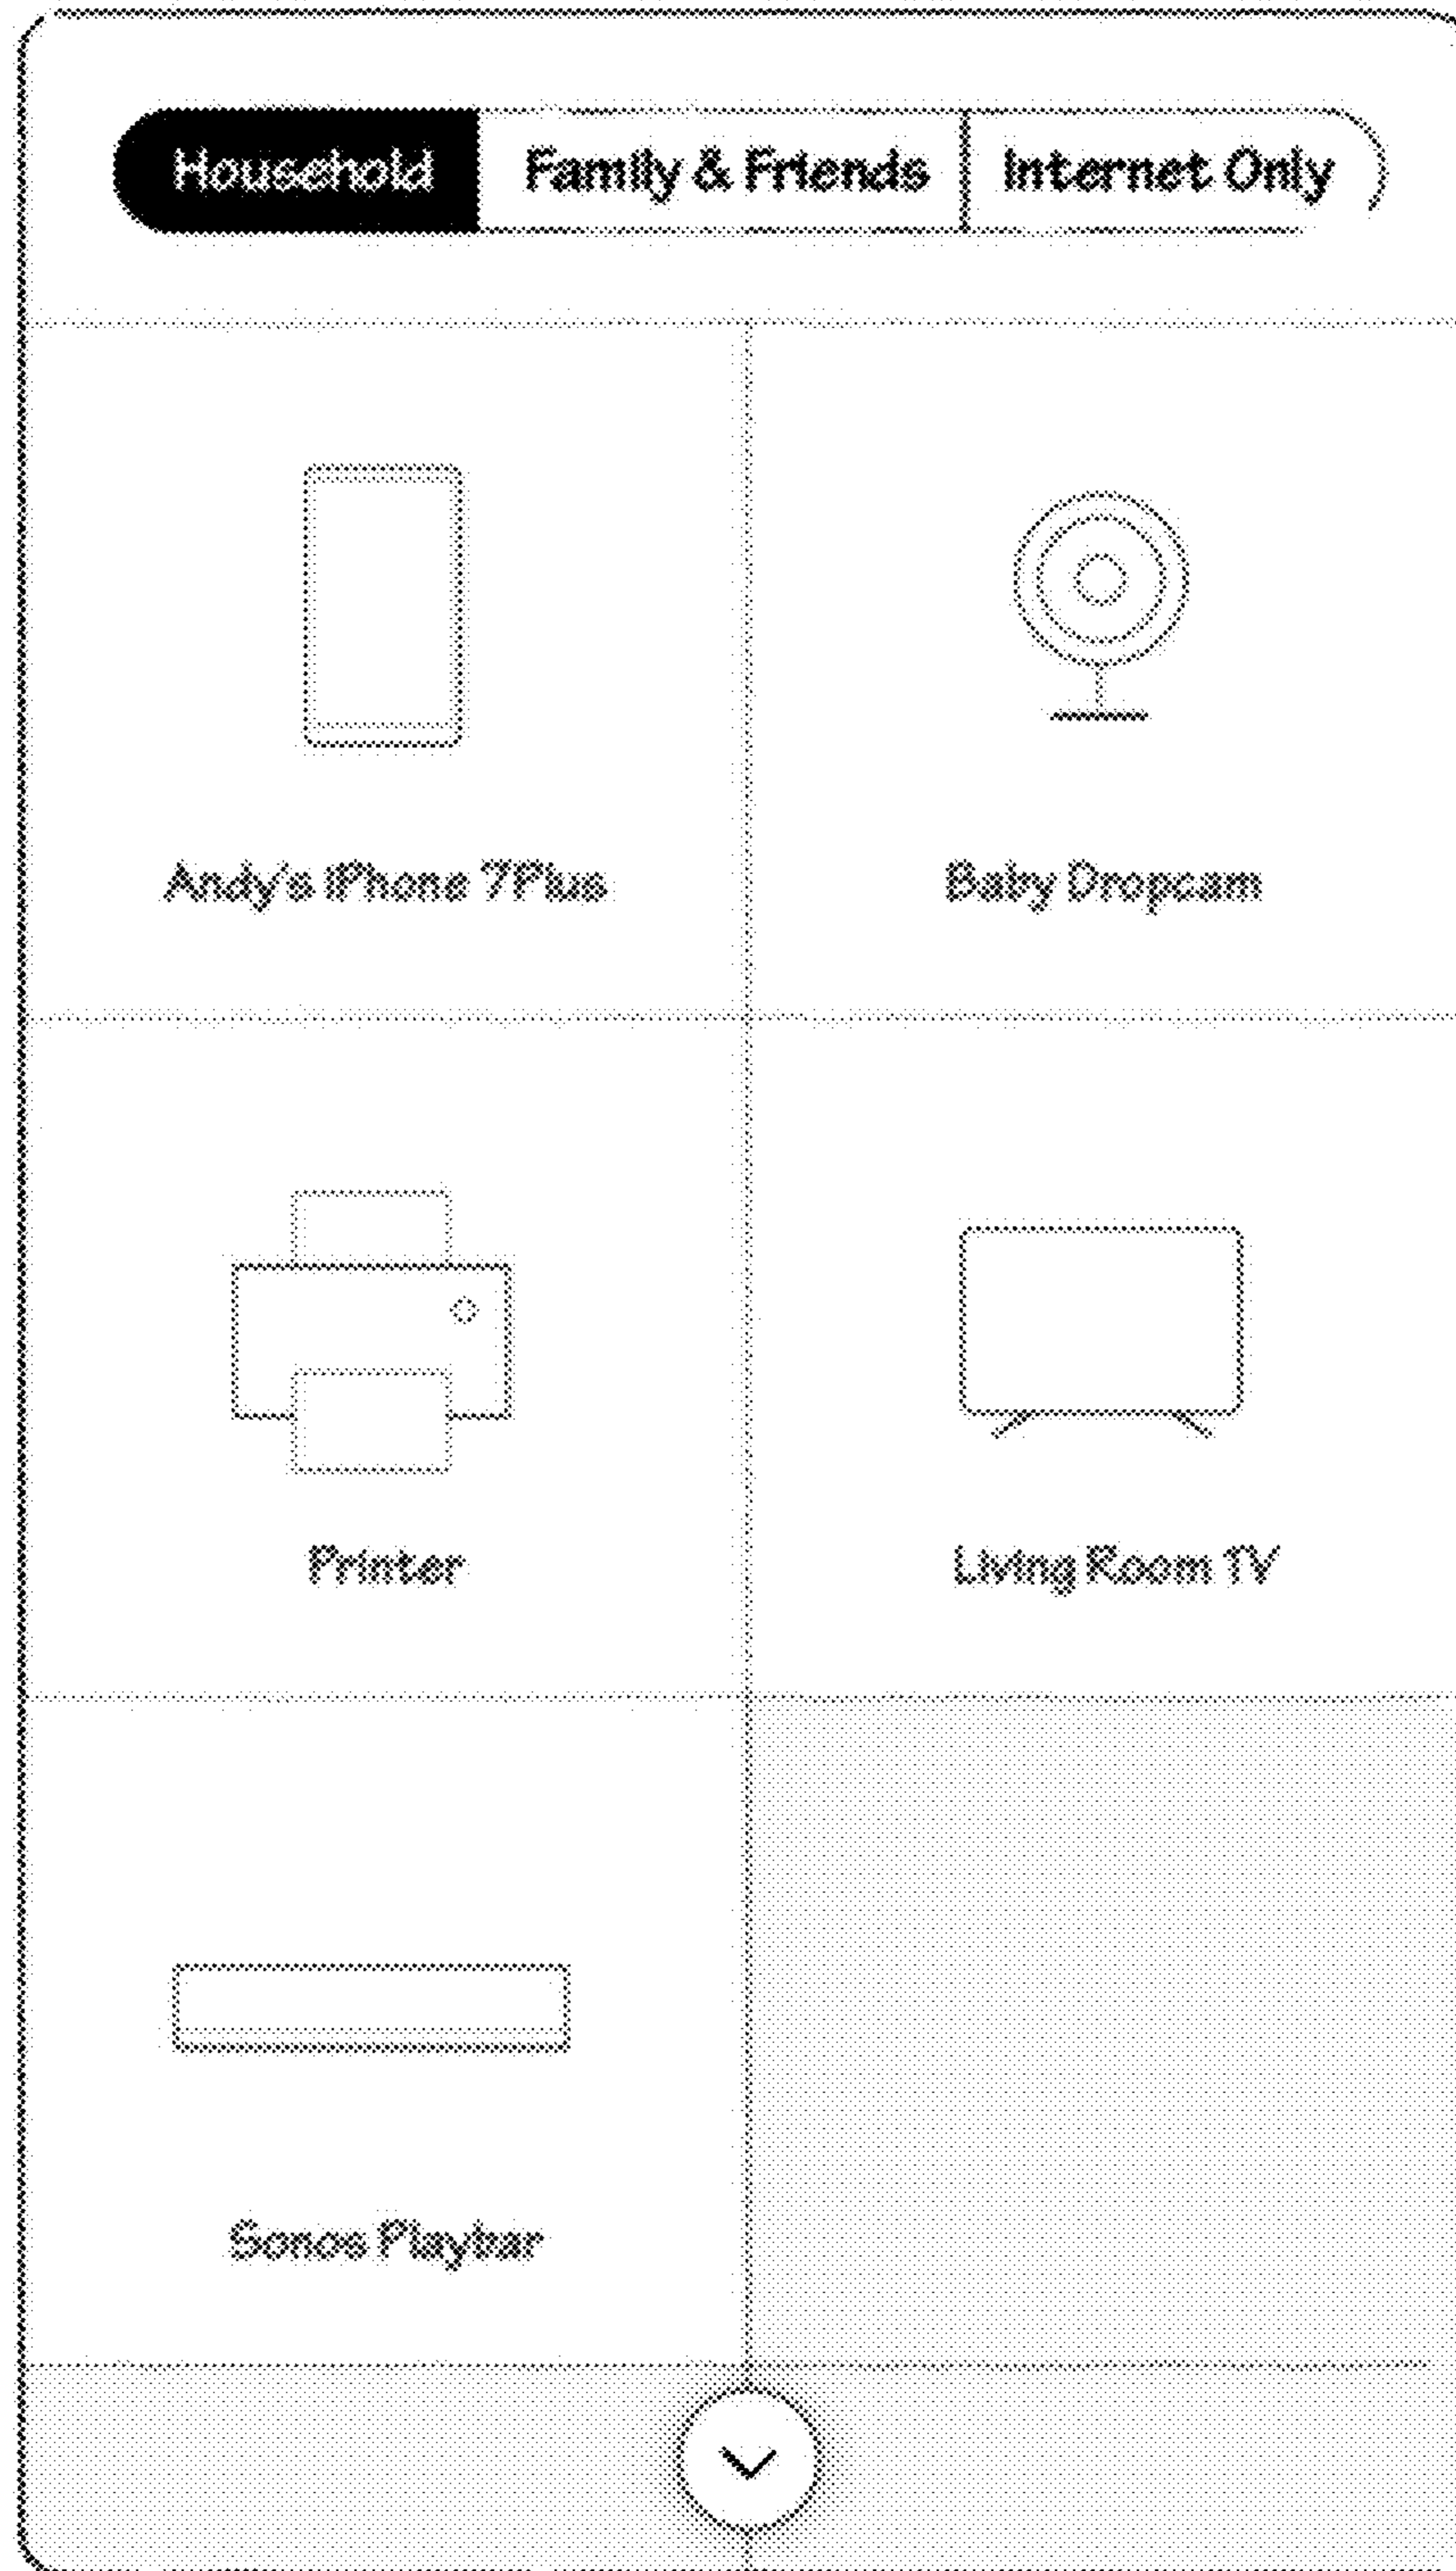 Household Family & Friends Internet Only
Andy's iPhone 7Plus Baby Dropcam
Printer Living Room TV
Sonos Playbar